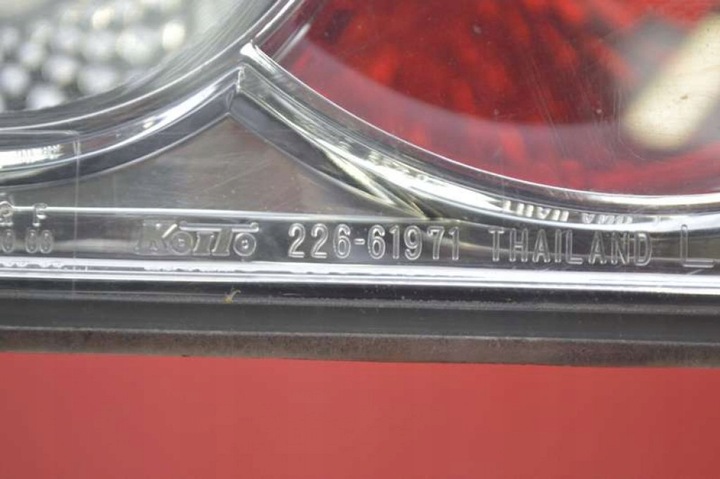 Koito 226-61971 THAILAND L